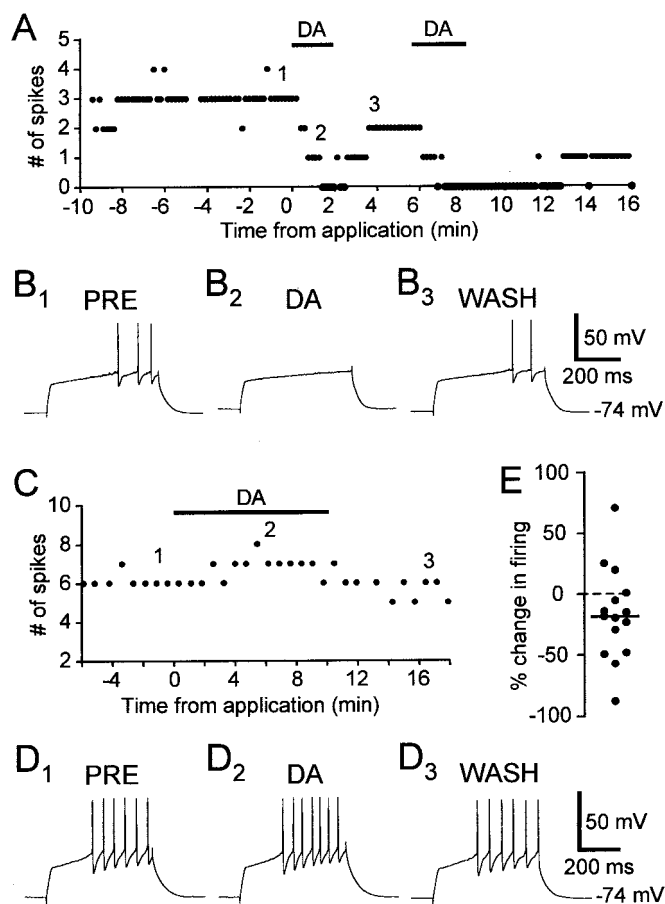 A
DA DA
5
4
3
2
1
0
# of spikes
1
2
3
-10 -8 -6 -4 -2 0 2 4 6 8 10 12 14 16
Time from application (min)
B1 PRE
B2 DA
B3 WASH
50 mV
200 ms
-74 mV
C
DA
10
8
6
4
2
# of spikes
1
2
3
-4 0 4 8 12 16
Time from application (min)
E
100
50
0
-50
-100
% change in firing
D1 PRE
D2 DA
D3 WASH
50 mV
200 ms
-74 mV